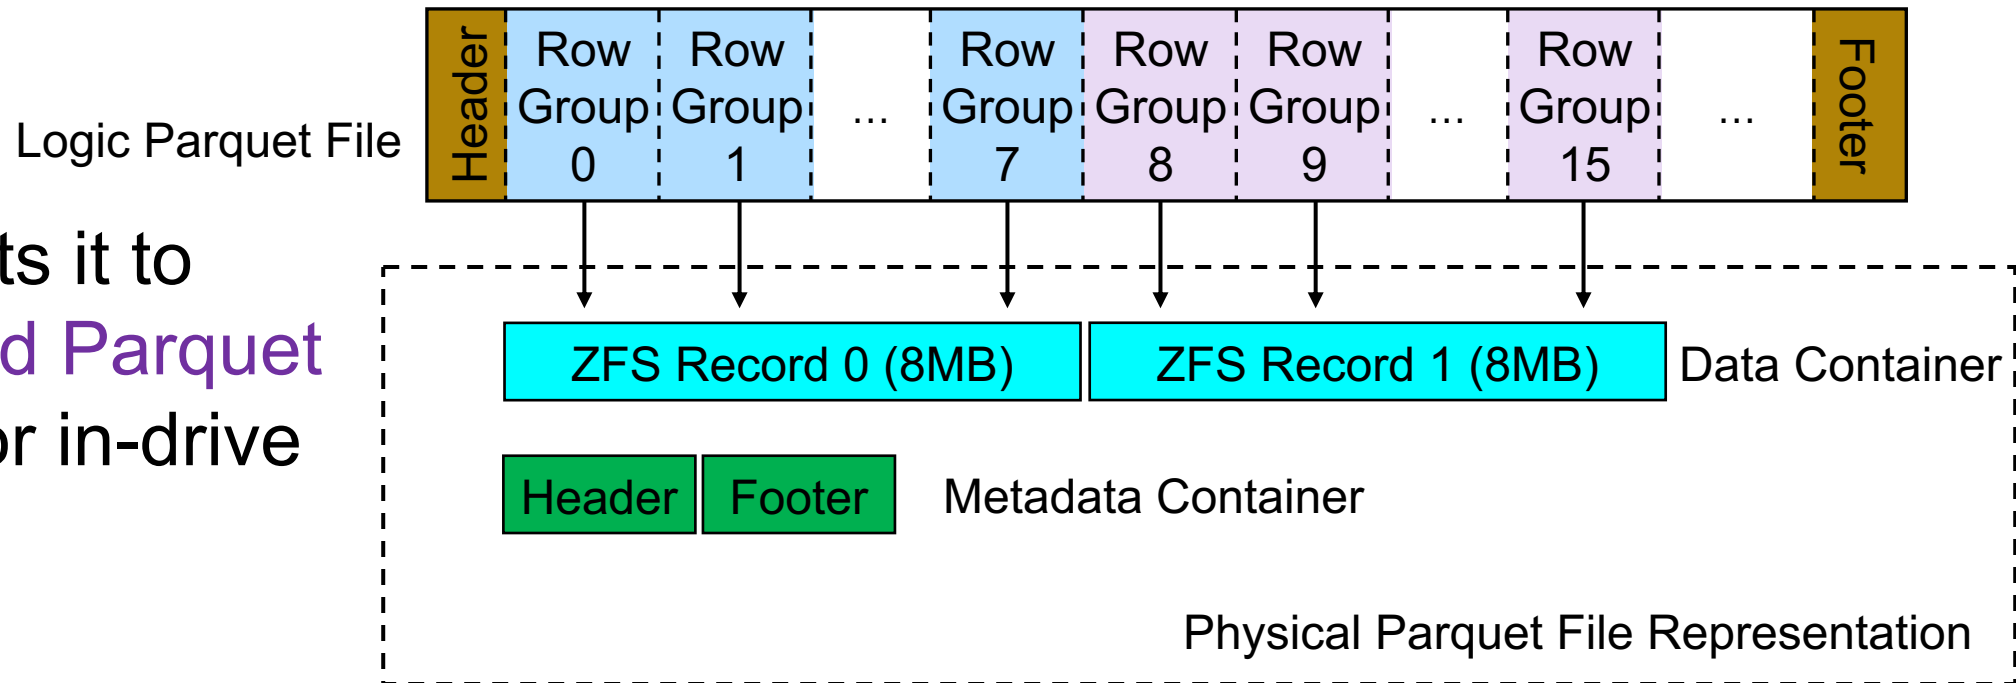 Logic Parquet File
Header
Row Group 0
Row Group 1
...
Row Group 7
Row Group 8
Row Group 9
...
Row Group 15
...
Footer
ts it to
d Parquet
or in-drive
ZFS Record 0 (8MB)
ZFS Record 1 (8MB)
Data Container
Header
Footer
Metadata Container
Physical Parquet File Representation